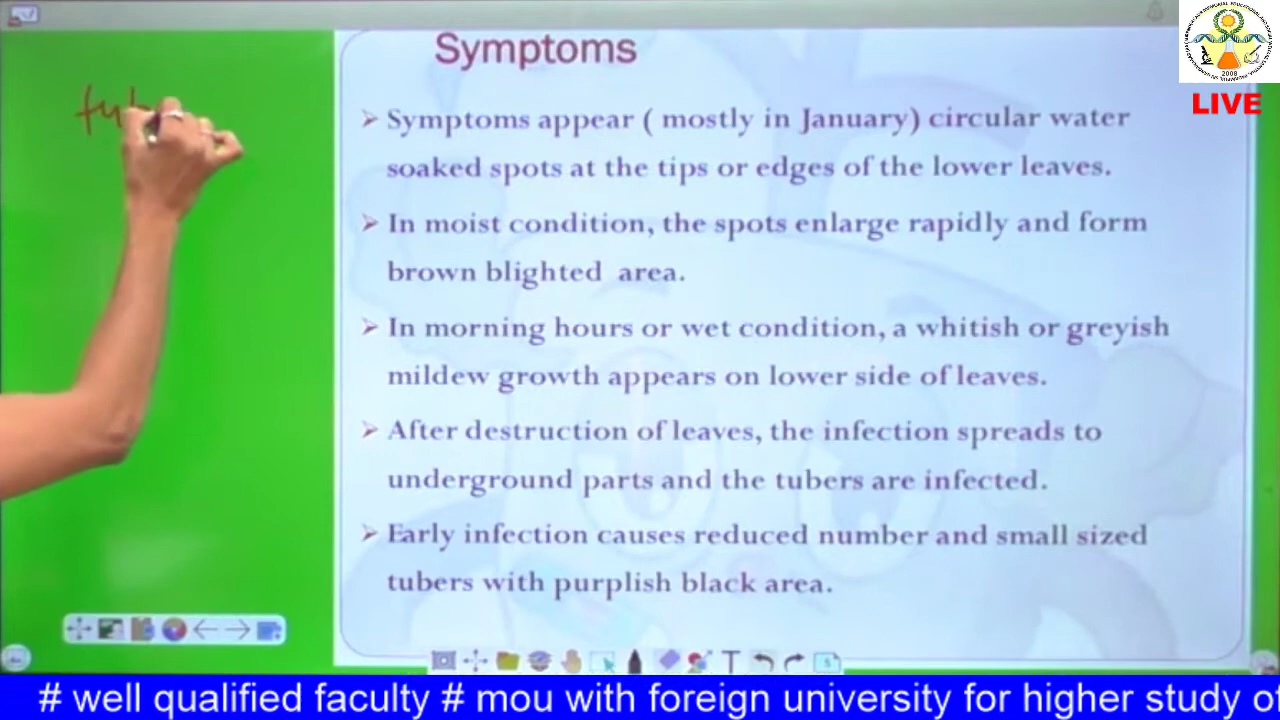 Symptoms
➢ Symptoms appear ( mostly in January) circular water
soaked spots at the tips or edges of the lower leaves.
➢ In moist condition, the spots enlarge rapidly and form
brown blighted area.
➢ In morning hours or wet condition, a whitish or greyish
mildew growth appears on lower side of leaves.
➢ After destruction of leaves, the infection spreads to
underground parts and the tubers are infected.
➢ Early infection causes reduced number and small sized
tubers with purplish black area.
2008
LIVE
# well qualified faculty # mou with foreign university for higher study of